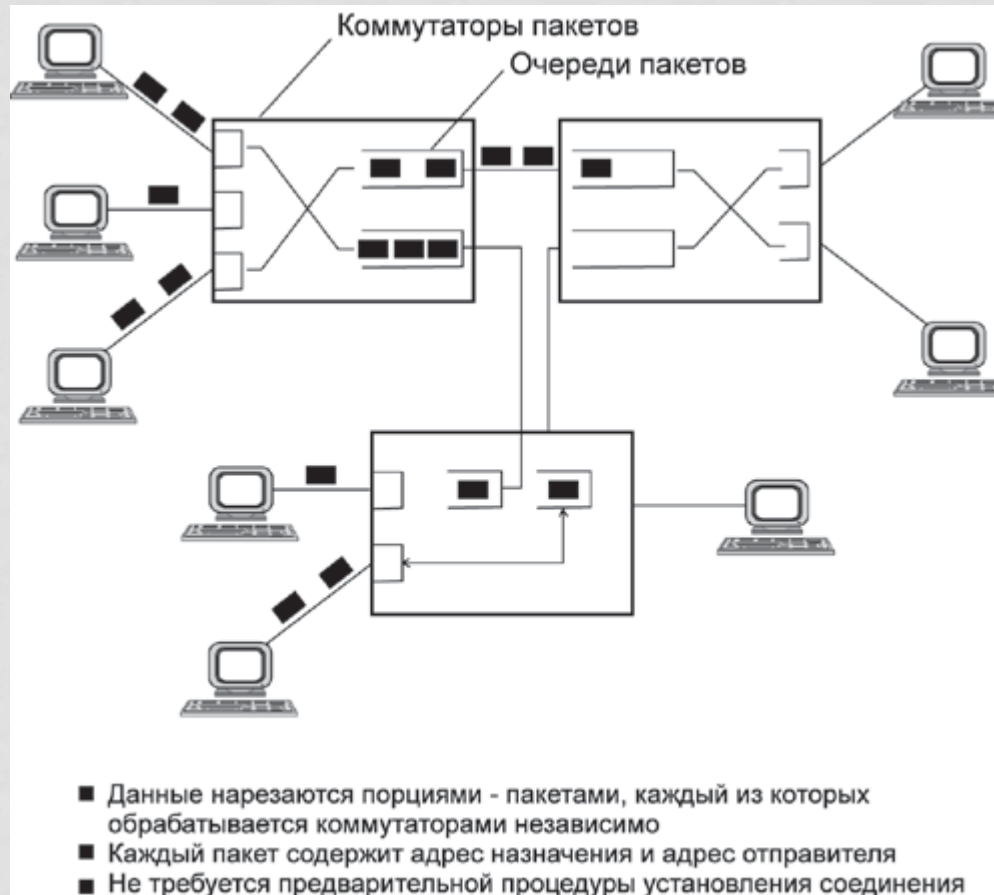 Коммутаторы пакетов
Очереди пакетов
■ Данные нарезаются порциями - пакетами, каждый из которых
обрабатывается коммутаторами независимо
■ Каждый пакет содержит адрес назначения и адрес отправителя
■ Не требуется предварительной процедуры установления соединения